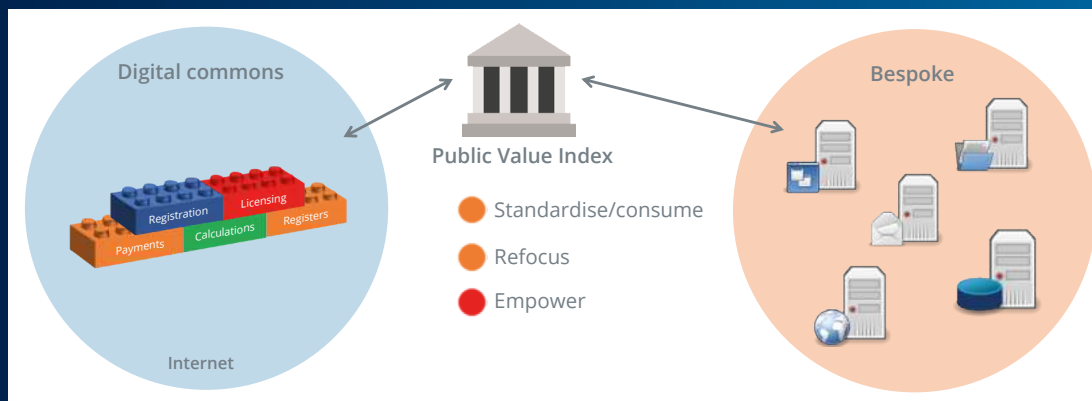 Digital commons
Registration
Licensing
Payments
Calculations
Registers
Internet
Public Value Index
Standardise/consume
Refocus
Empower
Bespoke